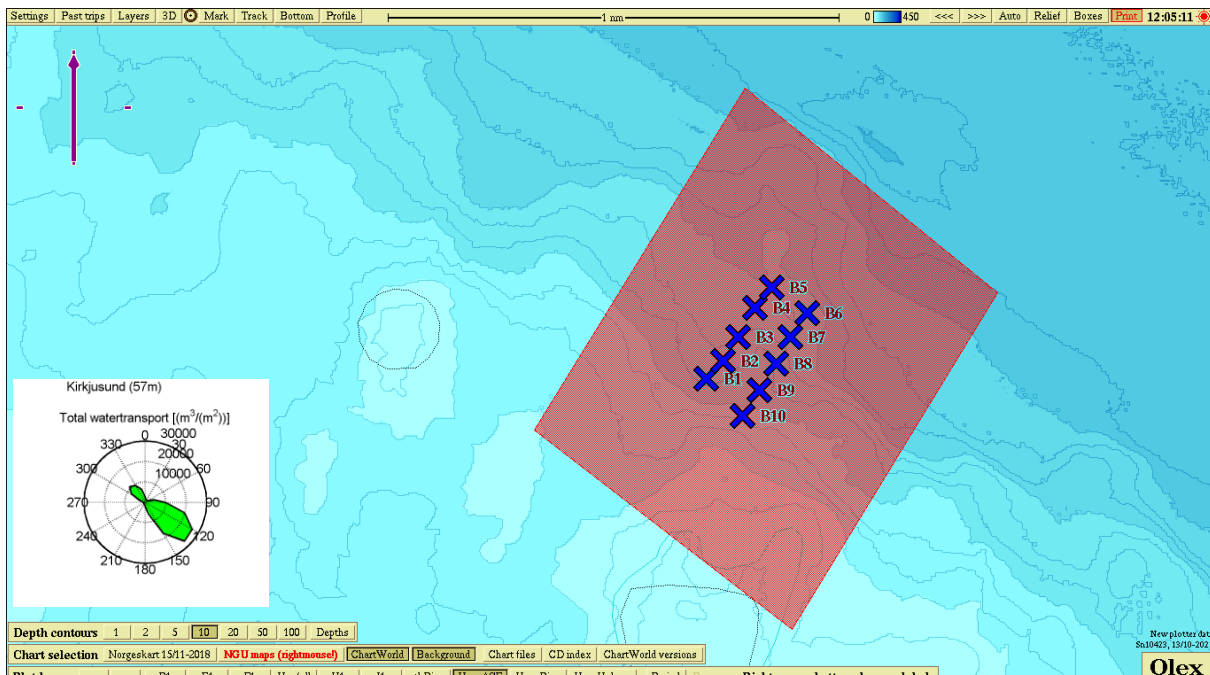 Settings Past trips Layers 3D Mark Track Bottom Profile 1 nm 0 450 <<< >>> Auto Relief Boxes Print 12:05:11
B5
B4 B6
B3 B7
B2 B8
B1 B9
B10
Kirkjusund (57m)
Total watertransport [(m³/(m²))]
0 30000
330 30
20000
300 10000 60
270 90
240 120
210 150
180
Depth contours 1 2 5 10 20 50 100 Depths
New plotter dat
Sn10423, 13/10-202
Chart selection Norgeskart 15/11-2018 NGU maps (rightmouse!) ChartWorld Background Chart files CD index ChartWorld versions
Olex